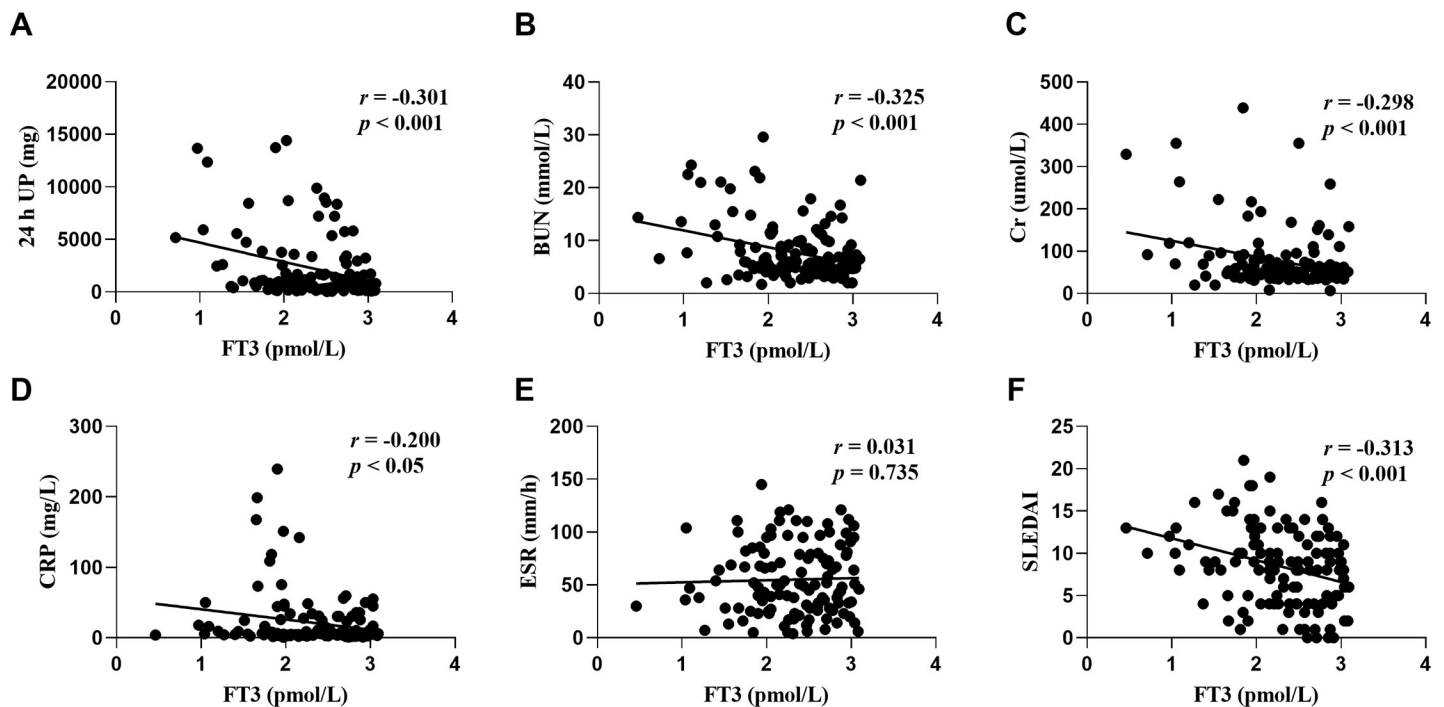 A
24 h UP (mg)
20000
15000
10000
5000
0
r = -0.301
p < 0.001
0 1 2 3 4
FT3 (pmol/L)
B
BUN (mmol/L)
40
30
20
10
0
r = -0.325
p < 0.001
0 1 2 3 4
FT3 (pmol/L)
C
Cr (umol/L)
500
400
300
200
100
0
r = -0.298
p < 0.001
0 1 2 3 4
FT3 (pmol/L)
D
CRP (mg/L)
300
200
100
0
r = -0.200
p < 0.05
0 1 2 3 4
FT3 (pmol/L)
E
ESR (mm/h)
200
150
100
50
0
r = 0.031
p = 0.735
0 1 2 3 4
FT3 (pmol/L)
F
SLEDAI
25
20
15
10
5
0
r = -0.313
p < 0.001
0 1 2 3 4
FT3 (pmol/L)